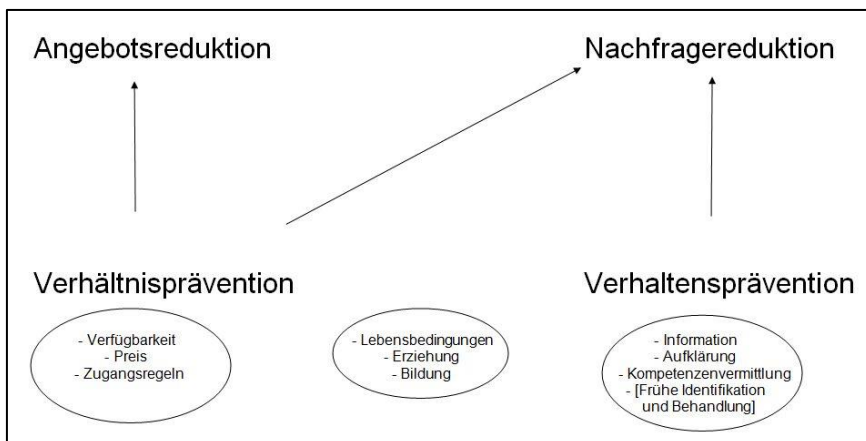 Angebotsreduktion
Nachfragereduktion
Verhältnisprävention
Verhaltensprävention
- Verfügbarkeit
- Preis
- Zugangsregeln
- Lebensbedingungen
- Erziehung
- Bildung
- Information
- Aufklärung
- Kompetenzenvermittlung
- [Frühe Identifikation
und Behandlung]